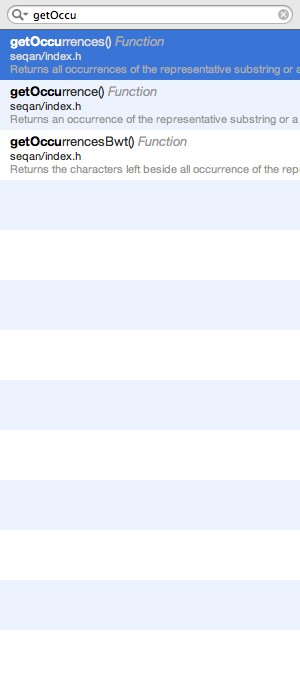 getOccu
getOccurrences() Function
seqan/index.h
Returns all occurrences of the representative substring or a
getOccurrence() Function
seqan/index.h
Returns an occurrence of the representative substring or a
getOccurrencesBwt() Function
seqan/index.h
Returns the characters left beside all occurrence of the rep